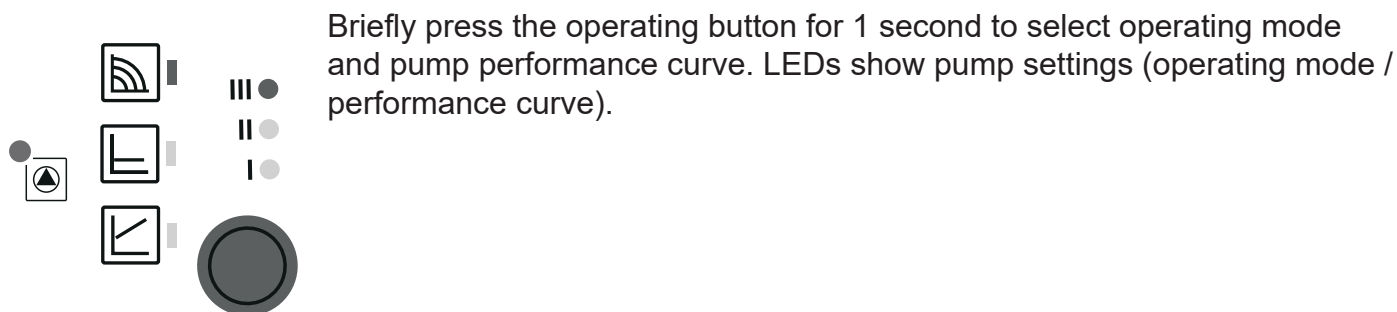 Briefly press the operating button for 1 second to select operating mode
and pump performance curve. LEDs show pump settings (operating mode /
performance curve).
III
II
I